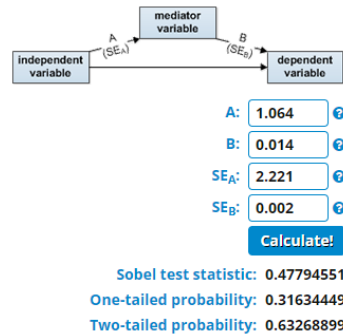 mediator
variable
A
(SEA)
B
(SEB)
independent
variable
dependent
variable
A: 1.064 ?
B: 0.014 ?
SEA: 2.221 ?
SEB: 0.002 ?
Calculate!
Sobel test statistic: 0.47794551
One-tailed probability: 0.31634449
Two-tailed probability: 0.63268899